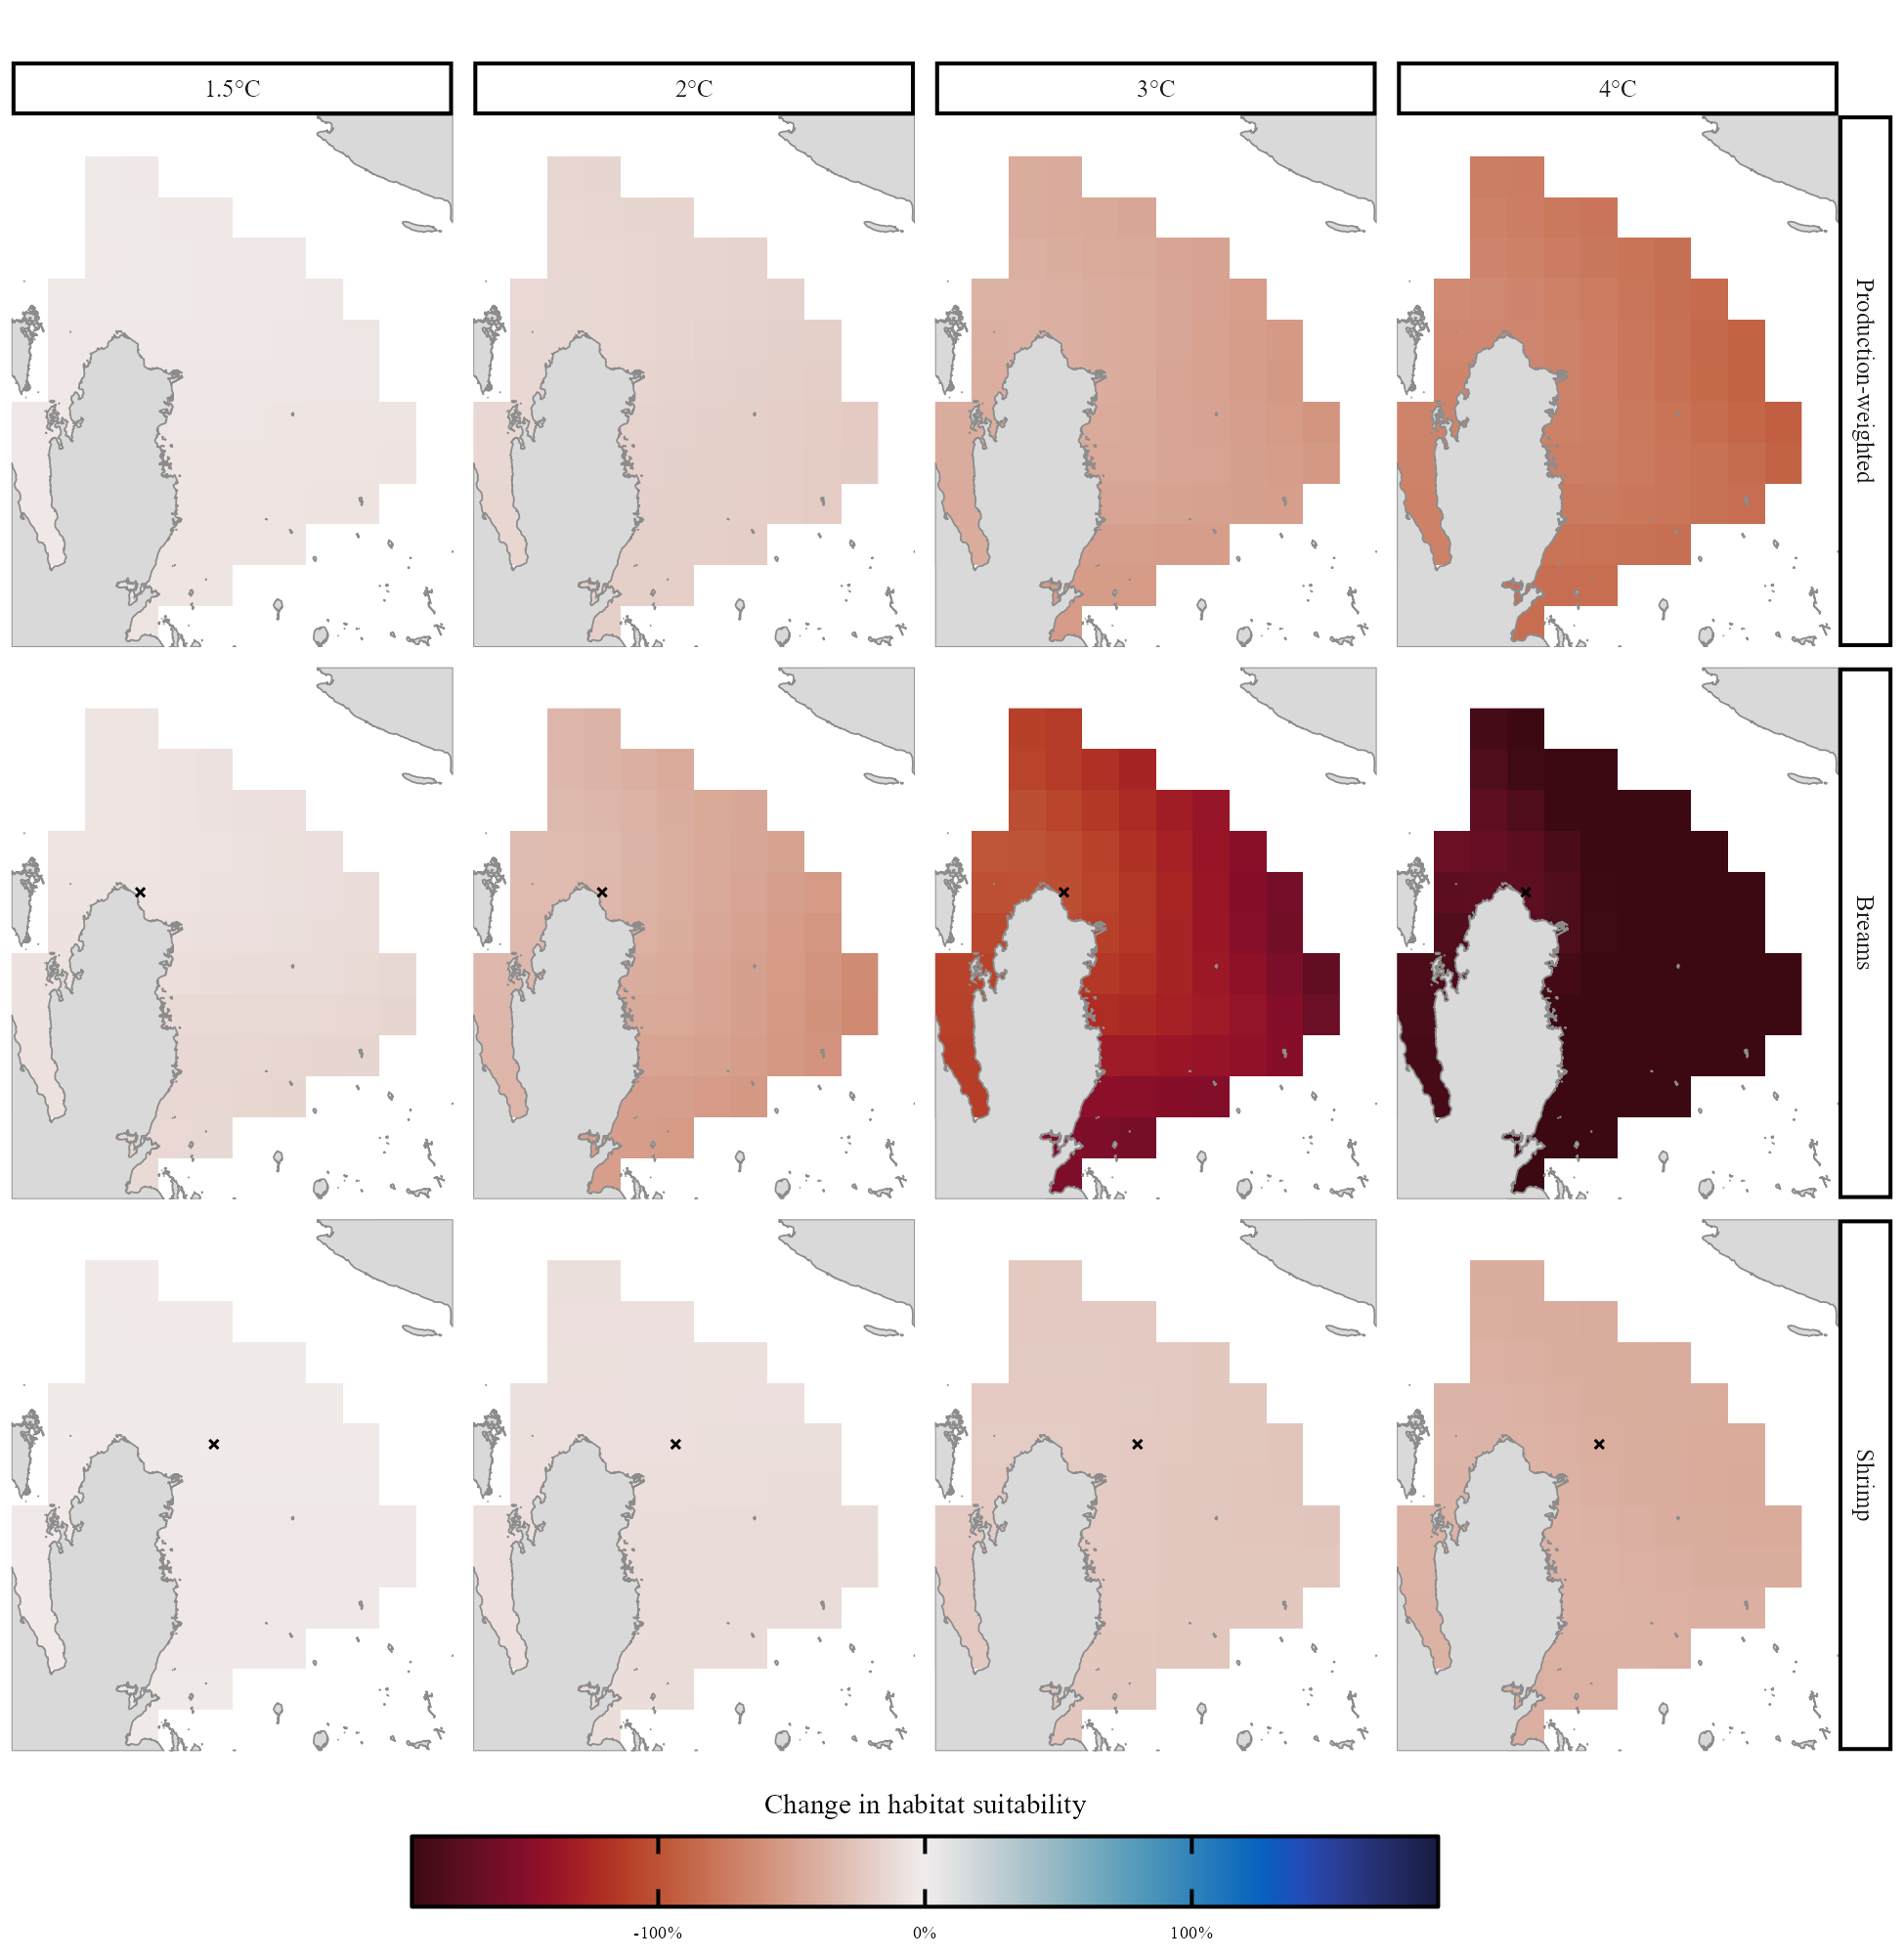 1.5°C
2°C
3°C
4°C
Production-weighted
Breams
Shrimp
Change in habitat suitability
-100%
0%
100%